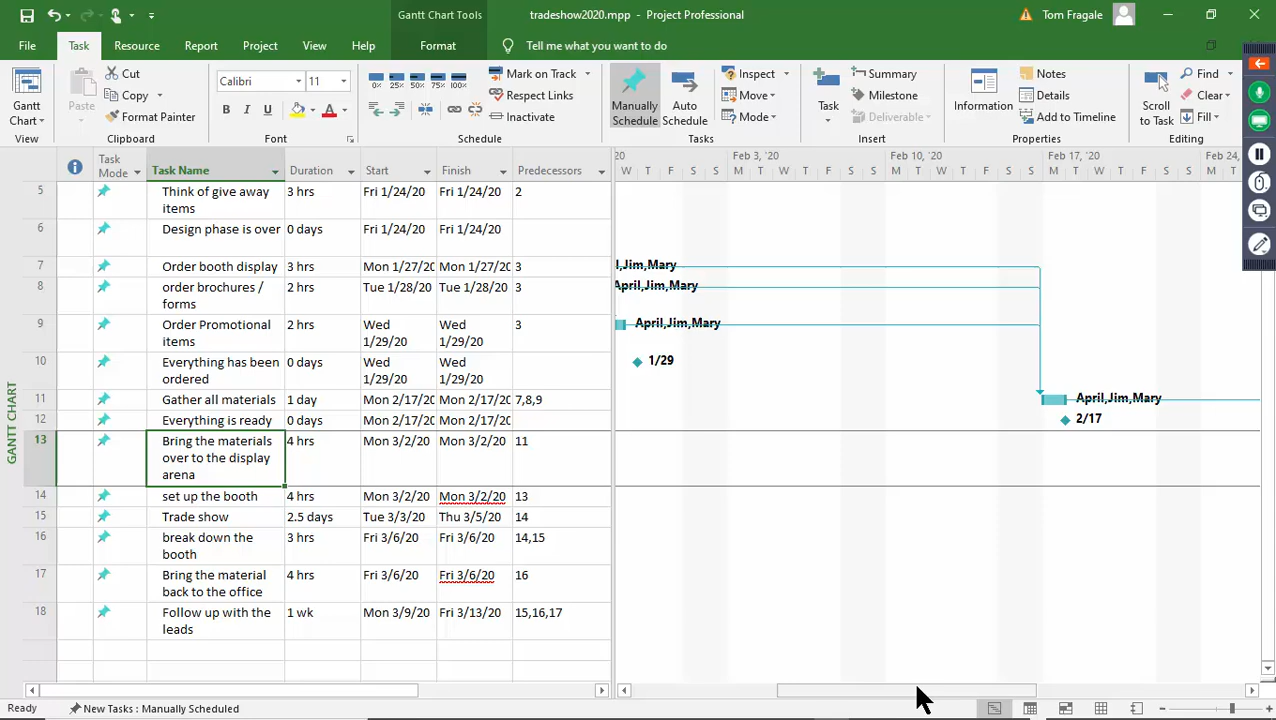 Gantt Chart Tools
tradeshow2020.mpp - Project Professional
Tom Fragale
File
Task
Resource
Report
Project
View
Help
Format
Tell me what you want to do
Gantt
Chart
View
Paste
Cut
Copy
Format Painter
Clipboard
Calibri
11
B I U
A
Font
0% 25% 50% 75% 100%
Mark on Track
Respect Links
Inactivate
Schedule
Manually
Schedule
Auto
Schedule
Inspect
Move
Mode
Tasks
Task
Summary
Milestone
Deliverable
Insert
Information
Notes
Details
Add to Timeline
Properties
Scroll
to Task
Find
Clear
Fill
Editing
Task
Mode
Task Name
Duration
Start
Finish
Predecessors
20
Feb 3, '20
Feb 10, '20
Feb 17, '20
Feb 24,
W T F S S M T W T F S S M T W T F S S M T W T F S S M T
5 Think of give away 3 hrs Fri 1/24/20 Fri 1/24/20 2
items
6 Design phase is over 0 days Fri 1/24/20 Fri 1/24/20
7 Order booth display 3 hrs Mon 1/27/20 Mon 1/27/20 3
l,Jim,Mary
8 order brochures / 2 hrs Tue 1/28/20 Tue 1/28/20 3
forms
April,Jim,Mary
9 Order Promotional 2 hrs Wed Wed 3
items 1/29/20 1/29/20
April,Jim,Mary
10 Everything has been 0 days Wed Wed
ordered 1/29/20 1/29/20
1/29
11 Gather all materials 1 day Mon 2/17/20 Mon 2/17/20 7,8,9
April,Jim,Mary
12 Everything is ready 0 days Mon 2/17/20 Mon 2/17/20
2/17
13 Bring the materials 4 hrs Mon 3/2/20 Mon 3/2/20 11
over to the display
arena
14 set up the booth 4 hrs Mon 3/2/20 Mon 3/2/20 13
15 Trade show 2.5 days Tue 3/3/20 Thu 3/5/20 14
16 break down the 3 hrs Fri 3/6/20 Fri 3/6/20 14,15
booth
17 Bring the material 4 hrs Fri 3/6/20 Fri 3/6/20 16
back to the office
18 Follow up with the 1 wk Mon 3/9/20 Fri 3/13/20 15,16,17
leads
GANTT CHART
Ready
New Tasks : Manually Scheduled